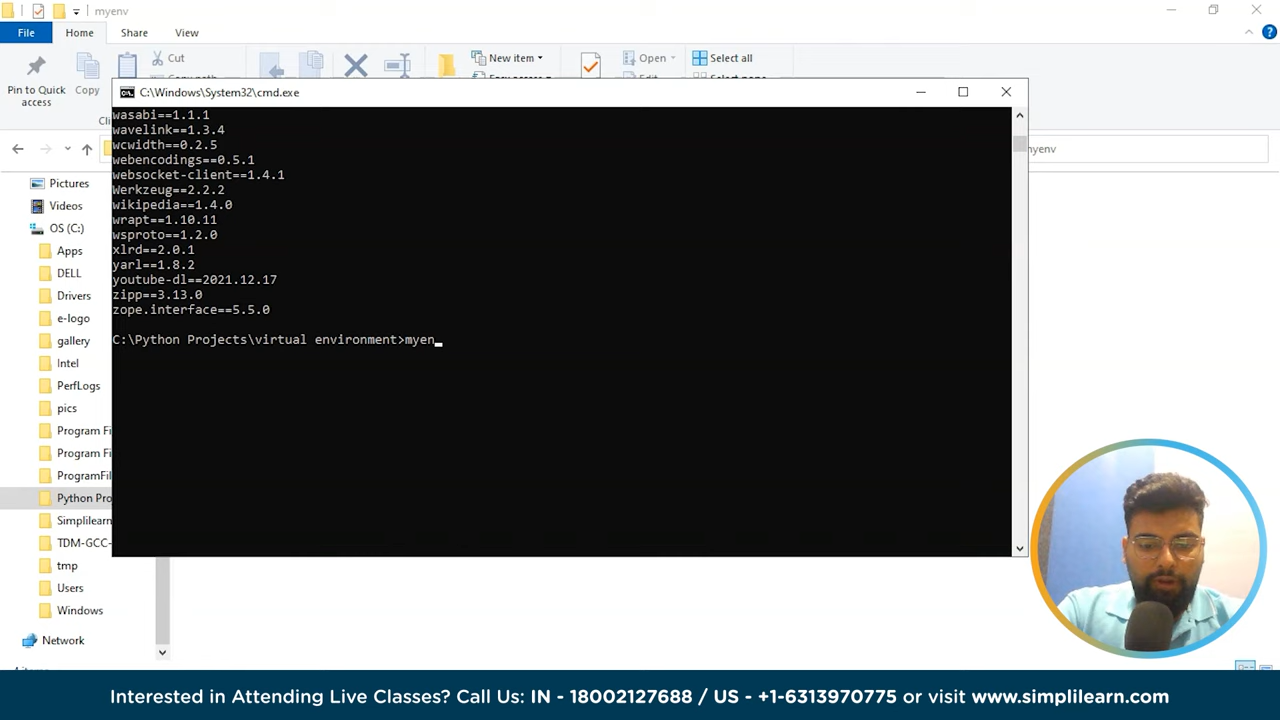 myenv
File
Home
Share
View
Pin to Quick
access
Copy
Cut
New item
Open
Select all
C:\Windows\System32\cmd.exe
wasabi==1.1.1
wavelink==1.3.4
wcwidth==0.2.5
webencodings==0.5.1
websocket-client==1.4.1
Werkzeug==2.2.2
wikipedia==1.4.0
wrapt==1.10.11
wsproto==1.2.0
xlrd==2.0.1
yarl==1.8.2
youtube-dl==2021.12.17
zipp==3.13.0
zope.interface==5.5.0
C:\Python Projects\virtual environment>myen_
myenv
Pictures
Videos
OS (C:)
Apps
DELL
Drivers
e-logo
gallery
Intel
PerfLogs
pics
Program Fi
Program Fi
ProgramFil
Python Pro
Simplilearn
TDM-GCC-
tmp
Users
Windows
Network
Interested in Attending Live Classes? Call Us: IN - 18002127688 / US - +1-6313970775 or visit www.simplilearn.com